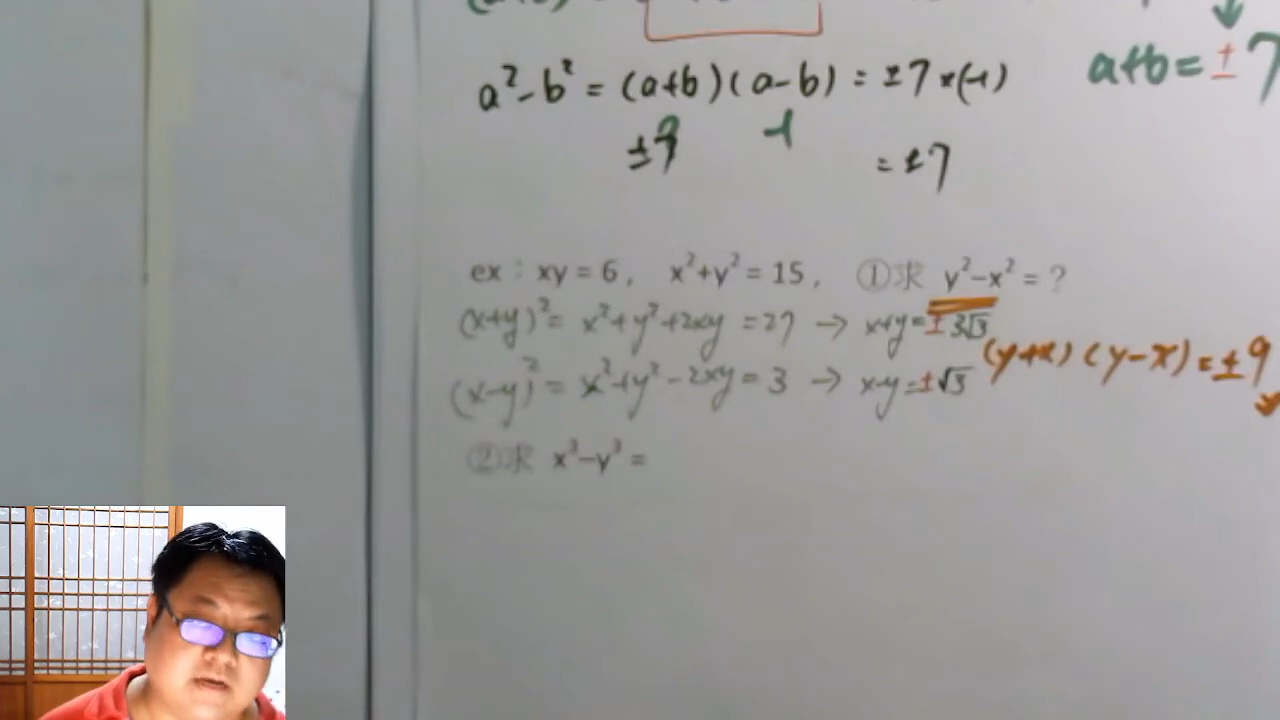 a+b = ±7
a²-b² = (a+b)(a-b) = ±7×(-1)
±7 -1 = ±7
ex：xy = 6， x²+y² = 15， ①求 y²-x² = ?
(x+y)² = x²+y²+2xy = 27 → x+y = ±3√3
(y+x)(y-x) = ±9
(x-y)² = x²+y²-2xy = 3 → x-y = ±√3
②求 x³-y³ =